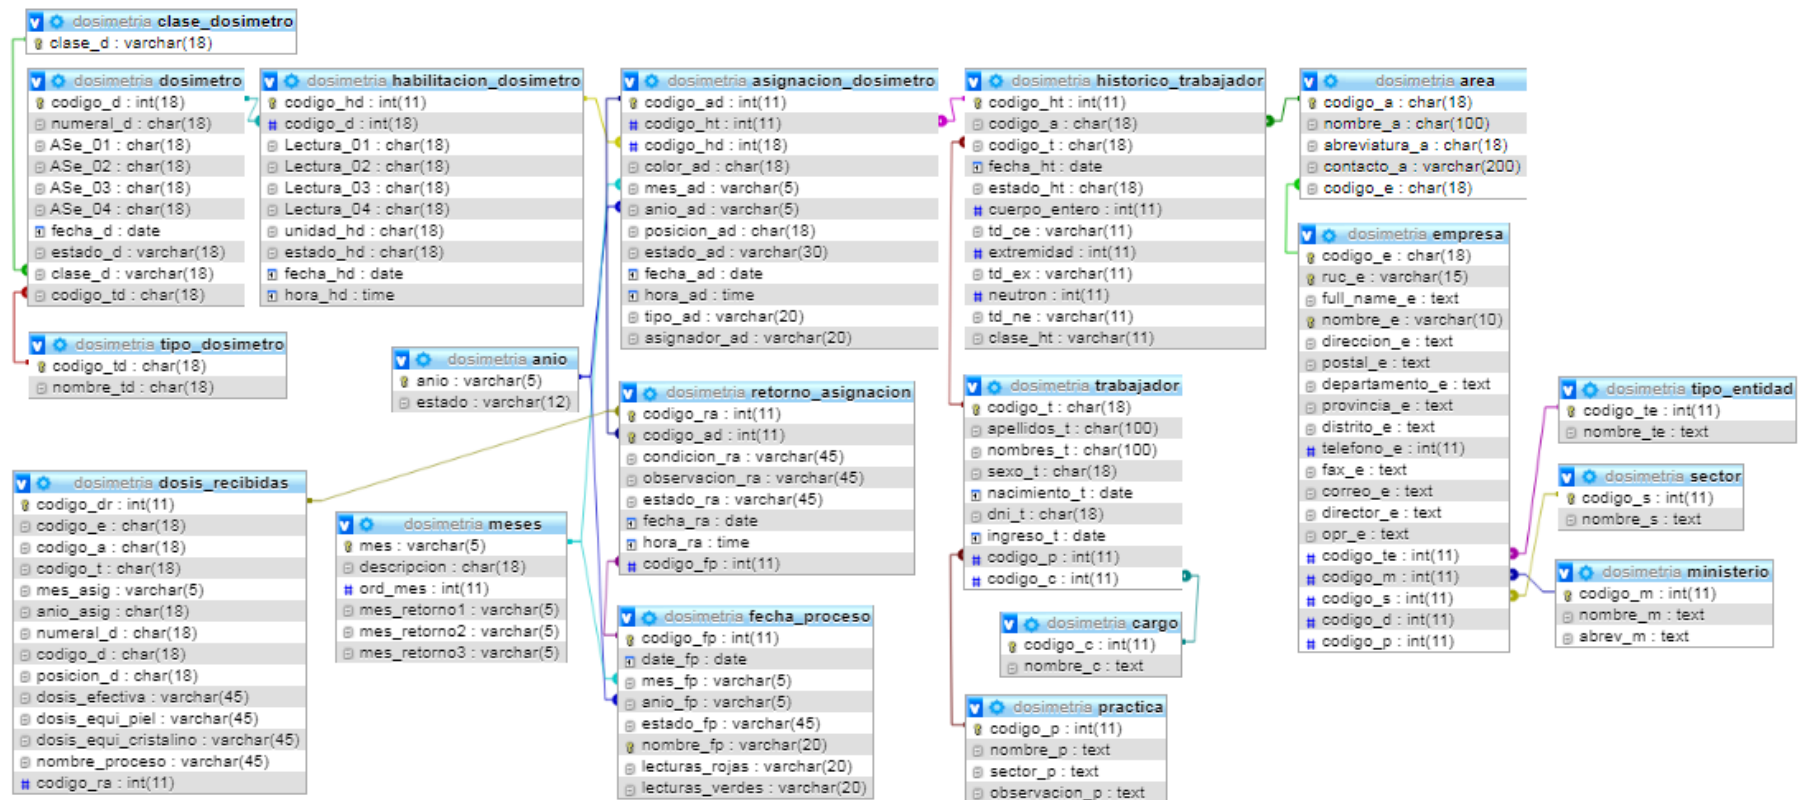 dosimetria clase_dosimetro
clase_d : varchar(18)
dosimetria dosimetro
codigo_d : int(18)
numeral_d : char(18)
ASe_01 : char(18)
ASe_02 : char(18)
ASe_03 : char(18)
ASe_04 : char(18)
fecha_d : date
estado_d : varchar(18)
clase_d : varchar(18)
codigo_td : char(18)
dosimetria habilitacion_dosimetro
codigo_hd : int(11)
codigo_d : int(18)
Lectura_01 : char(18)
Lectura_02 : char(18)
Lectura_03 : char(18)
Lectura_04 : char(18)
unidad_hd : char(18)
estado_hd : char(18)
fecha_hd : date
hora_hd : time
dosimetria asignacion_dosimetro
codigo_ad : int(11)
codigo_ht : int(11)
codigo_hd : int(18)
color_ad : char(18)
mes_ad : varchar(5)
anio_ad : varchar(5)
posicion_ad : char(18)
estado_ad : varchar(30)
fecha_ad : date
hora_ad : time
tipo_ad : varchar(20)
asignador_ad : varchar(20)
dosimetria historico_trabajador
codigo_ht : int(11)
codigo_a : char(18)
codigo_t : char(18)
fecha_ht : date
estado_ht : char(18)
cuerpo_entero : int(11)
td_ce : varchar(11)
extremidad : int(11)
td_ex : varchar(11)
neutron : int(11)
td_ne : varchar(11)
clase_ht : varchar(11)
dosimetria area
codigo_a : char(18)
nombre_a : char(100)
abreviatura_a : char(18)
contacto_a : varchar(200)
codigo_e : char(18)
dosimetria empresa
codigo_e : char(18)
ruc_e : varchar(15)
full_name_e : text
nombre_e : varchar(10)
direccion_e : text
postal_e : text
departamento_e : text
provincia_e : text
distrito_e : text
telefono_e : int(11)
fax_e : text
correo_e : text
director_e : text
opr_e : text
codigo_te : int(11)
codigo_m : int(11)
codigo_s : int(11)
codigo_d : int(11)
codigo_p : int(11)
dosimetria tipo_dosimetro
codigo_td : char(18)
nombre_td : char(18)
dosimetria anio
anio : varchar(5)
estado : varchar(12)
dosimetria retorno_asignacion
codigo_ra : int(11)
codigo_ad : int(11)
condicion_ra : varchar(45)
observacion_ra : varchar(45)
estado_ra : varchar(45)
fecha_ra : date
hora_ra : time
codigo_fp : int(11)
dosimetria trabajador
codigo_t : char(18)
apellidos_t : char(100)
nombres_t : char(100)
sexo_t : char(18)
nacimiento_t : date
dni_t : char(18)
ingreso_t : date
codigo_p : int(11)
codigo_c : int(11)
dosimetria tipo_entidad
codigo_te : int(11)
nombre_te : text
dosimetria sector
codigo_s : int(11)
nombre_s : text
dosimetria ministerio
codigo_m : int(11)
nombre_m : text
abrev_m : text
dosimetria dosis_recibidas
codigo_dr : int(11)
codigo_e : char(18)
codigo_a : char(18)
codigo_t : char(18)
mes_asig : varchar(5)
anio_asig : char(18)
numeral_d : char(18)
codigo_d : char(18)
posicion_d : char(18)
dosis_efectiva : varchar(45)
dosis_equi_piel : varchar(45)
dosis_equi_cristalino : varchar(45)
nombre_proceso : varchar(45)
codigo_ra : int(11)
dosimetria meses
mes : varchar(5)
descripcion : char(18)
ord_mes : int(11)
mes_retorno1 : varchar(5)
mes_retorno2 : varchar(5)
mes_retorno3 : varchar(5)
dosimetria fecha_proceso
codigo_fp : int(11)
date_fp : date
mes_fp : varchar(5)
anio_fp : varchar(5)
estado_fp : varchar(45)
nombre_fp : varchar(20)
lecturas_rojas : varchar(20)
lecturas_verdes : varchar(20)
dosimetria cargo
codigo_c : int(11)
nombre_c : text
dosimetria practica
codigo_p : int(11)
nombre_p : text
sector_p : text
observacion_p : text